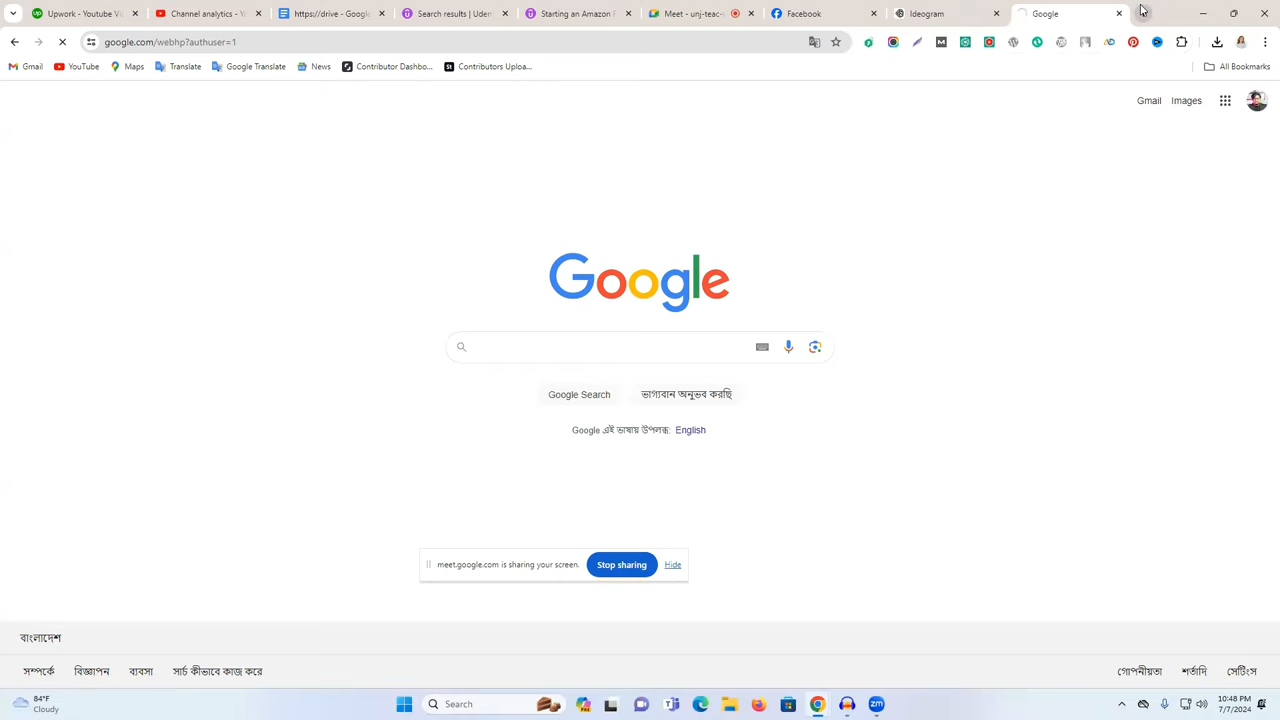 Upwork - Youtube Vi
Channel analytics - Y
https://drive - Google
Search results | Uder
Starting an Amazon F
Meet - unj-teac-
Facebook
Ideogram
Google
google.com/webhp?authuser=1
Gmail
YouTube
Maps
Translate
Google Translate
News
Contributor Dashbo...
Contributors Uploa...
All Bookmarks
Gmail Images
Google
Google Search
ভাগ্যবান অনুভব করছি
Google এই ভাষায় উপলব্ধ: English
meet.google.com is sharing your screen.
Stop sharing
Hide
বাংলাদেশ
সম্পর্কে বিজ্ঞাপন ব্যবসা সার্চ কীভাবে কাজ করে
গোপনীয়তা শর্তাদি সেটিংস
84°F
Cloudy
Search
10:48 PM
7/7/2024